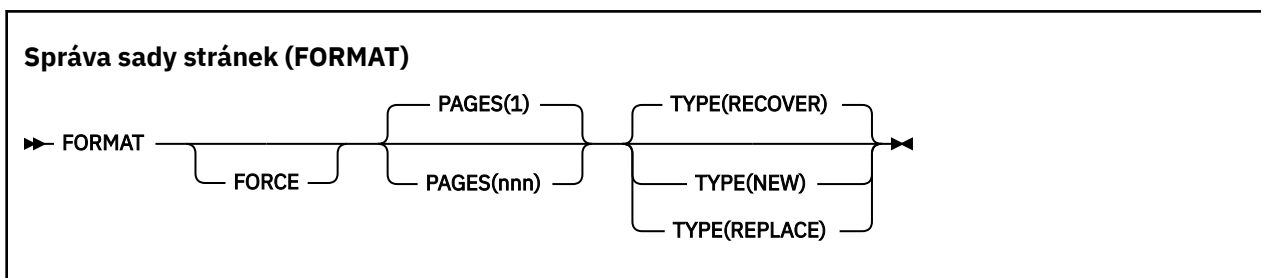 Správa sady stránek (FORMAT)
PAGES(1) TYPE(RECOVER)
FORMAT
FORCE PAGES(nnn) TYPE(NEW)
TYPE(REPLACE)